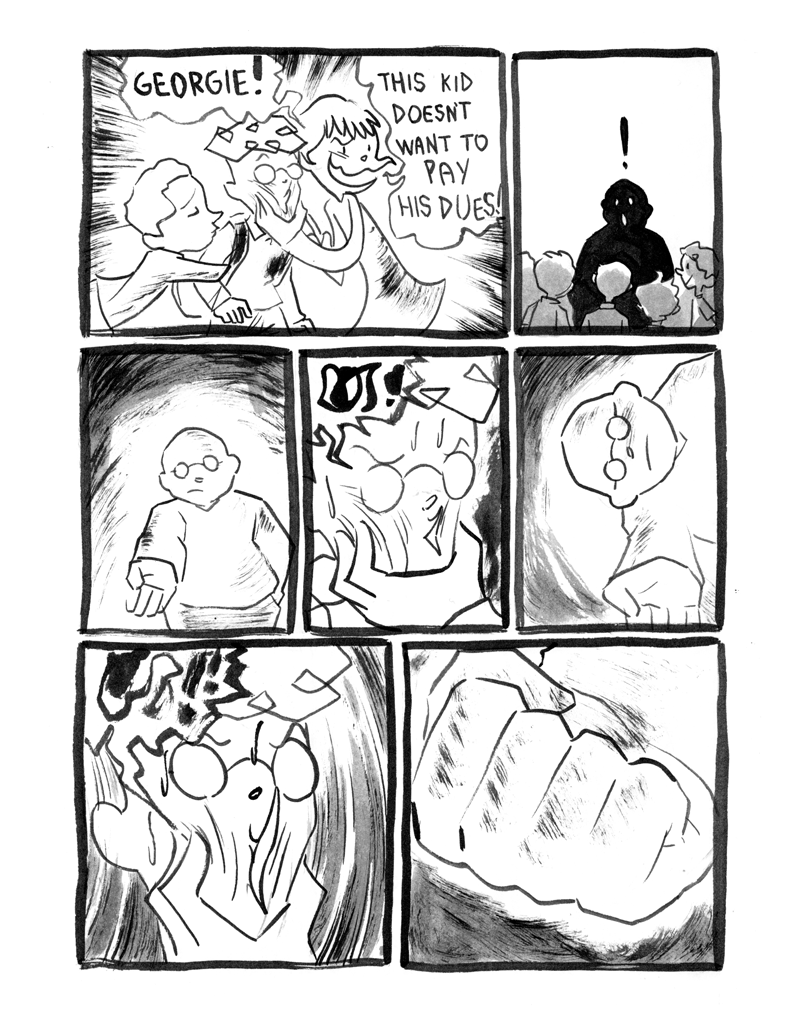 GEORGIE!
THIS KID
DOESN'T
WANT TO
PAY
HIS DUES!
!